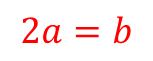 2a = b